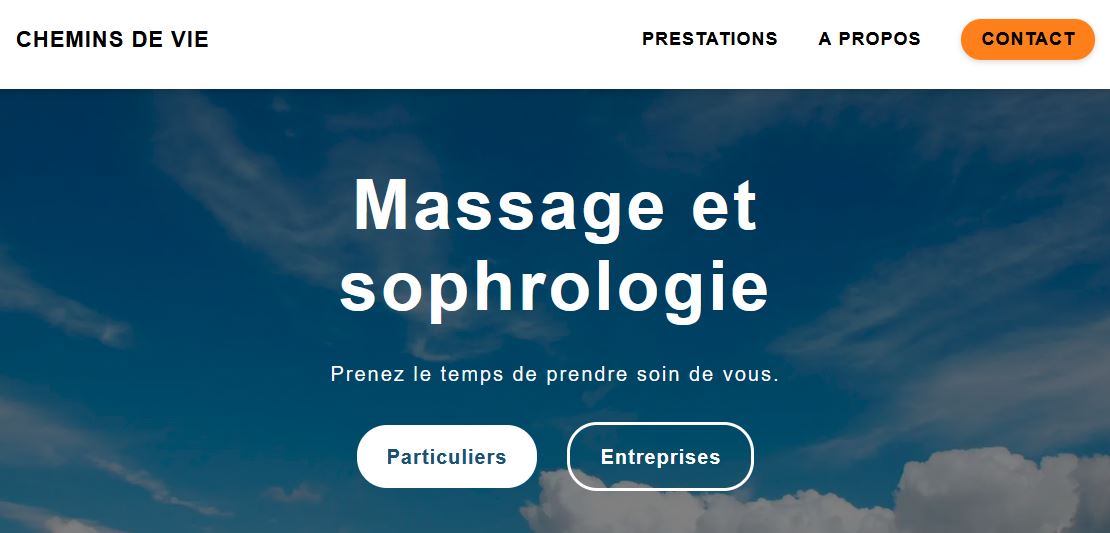 CHEMINS DE VIE
PRESTATIONS
A PROPOS
CONTACT
Massage et
sophrologie
Prenez le temps de prendre soin de vous.
Particuliers
Entreprises